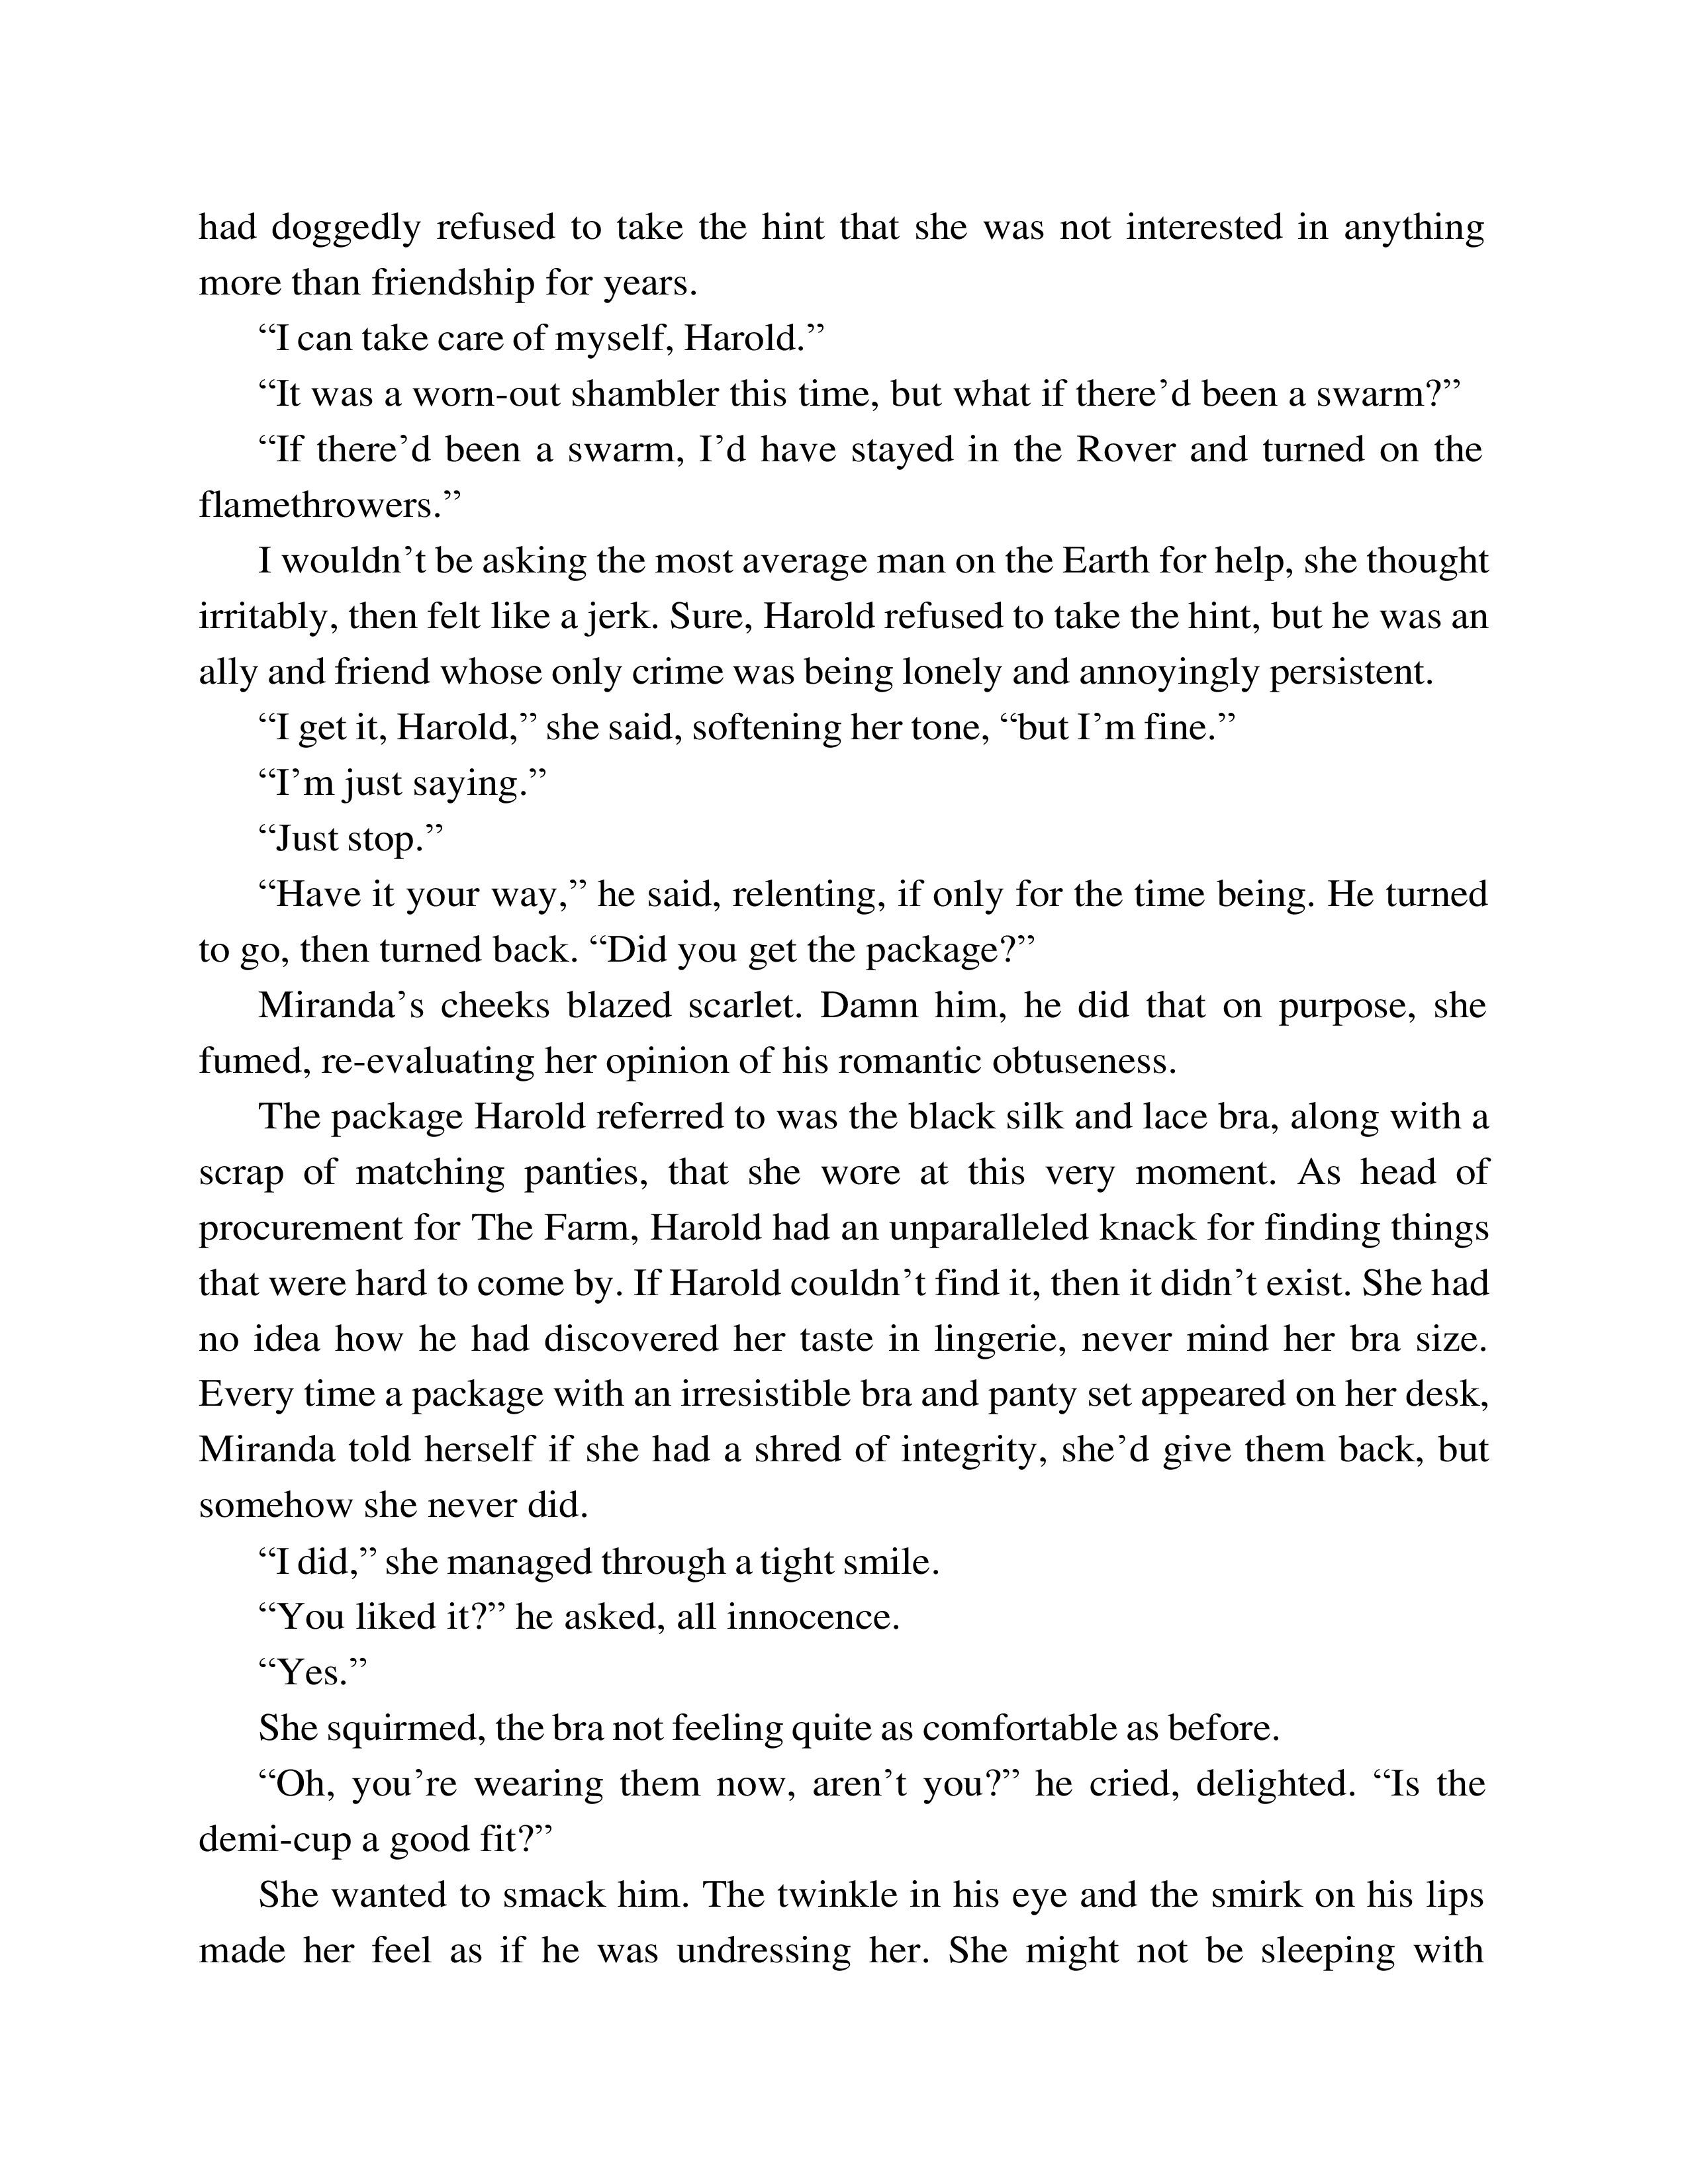 had doggedly refused to take the hint that she was not interested in anything
more than friendship for years.
“I can take care of myself, Harold.”
“It was a worn-out shambler this time, but what if there’d been a swarm?”
“If there’d been a swarm, I’d have stayed in the Rover and turned on the
flamethrowers.”
I wouldn’t be asking the most average man on the Earth for help, she thought
irritably, then felt like a jerk. Sure, Harold refused to take the hint, but he was an
ally and friend whose only crime was being lonely and annoyingly persistent.
“I get it, Harold,” she said, softening her tone, “but I’m fine.”
“I’m just saying.”
“Just stop.”
“Have it your way,” he said, relenting, if only for the time being. He turned
to go, then turned back. “Did you get the package?”
Miranda’s cheeks blazed scarlet. Damn him, he did that on purpose, she
fumed, re-evaluating her opinion of his romantic obtuseness.
The package Harold referred to was the black silk and lace bra, along with a
scrap of matching panties, that she wore at this very moment. As head of
procurement for The Farm, Harold had an unparalleled knack for finding things
that were hard to come by. If Harold couldn’t find it, then it didn’t exist. She had
no idea how he had discovered her taste in lingerie, never mind her bra size.
Every time a package with an irresistible bra and panty set appeared on her desk,
Miranda told herself if she had a shred of integrity, she’d give them back, but
somehow she never did.
“I did,” she managed through a tight smile.
“You liked it?” he asked, all innocence.
“Yes.”
She squirmed, the bra not feeling quite as comfortable as before.
“Oh, you’re wearing them now, aren’t you?” he cried, delighted. “Is the
demi-cup a good fit?”
She wanted to smack him. The twinkle in his eye and the smirk on his lips
made her feel as if he was undressing her. She might not be sleeping with